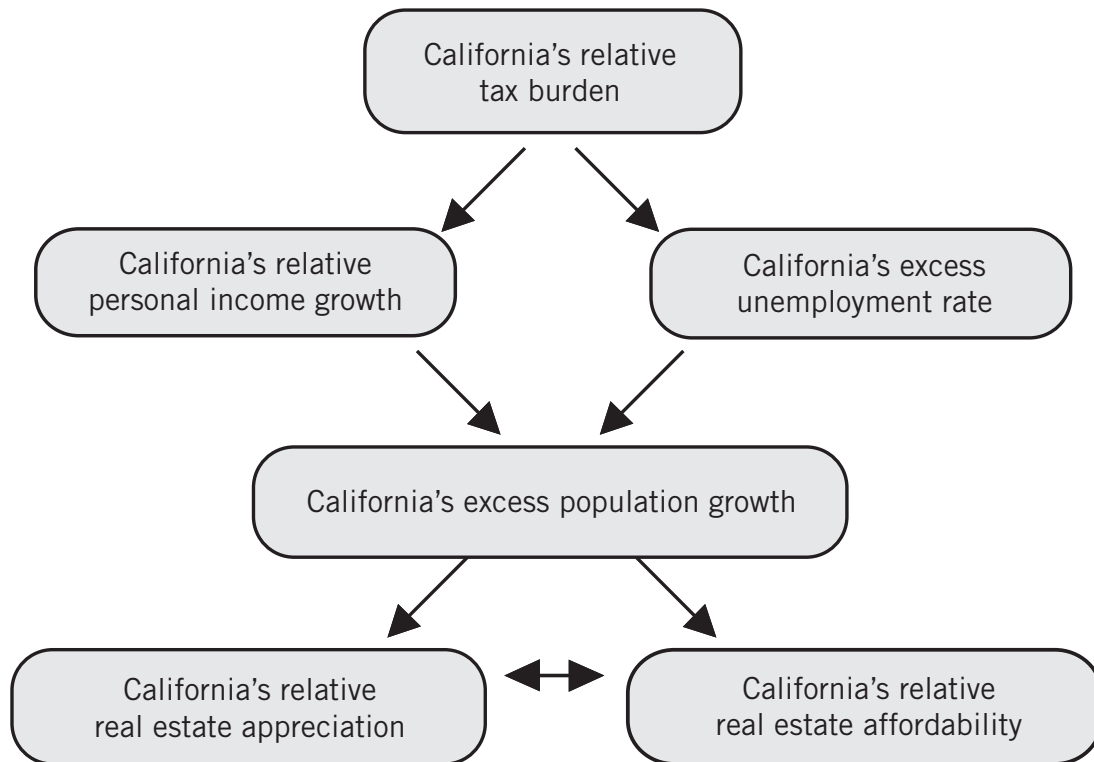 California’s relative
tax burden
California’s relative
personal income growth
California’s excess
unemployment rate
California’s excess population growth
California’s relative
real estate appreciation
California’s relative
real estate affordability